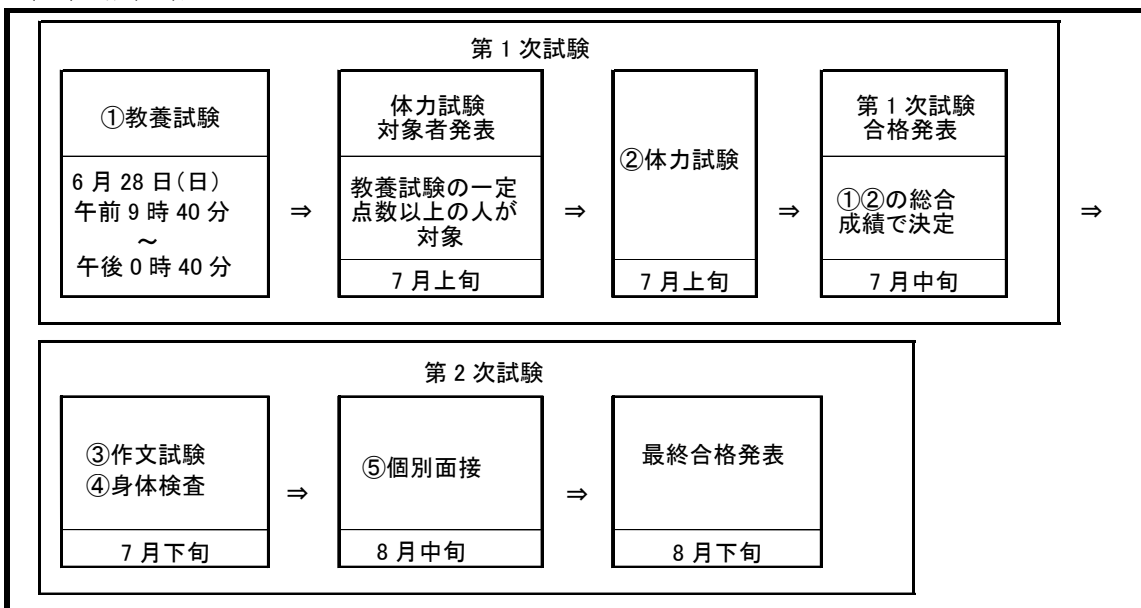 第1次試験
①教養試験
6月28日(日)
午前9時40分
～
午後0時40分
⇒
体力試験
対象者発表
教養試験の一定
点数以上の人が
対象
7月上旬
⇒
②体力試験
7月上旬
⇒
第1次試験
合格発表
①②の総合
成績で決定
7月中旬
⇒
第2次試験
③作文試験
④身体検査
7月下旬
⇒
⑤個別面接
8月中旬
⇒
最終合格発表
8月下旬